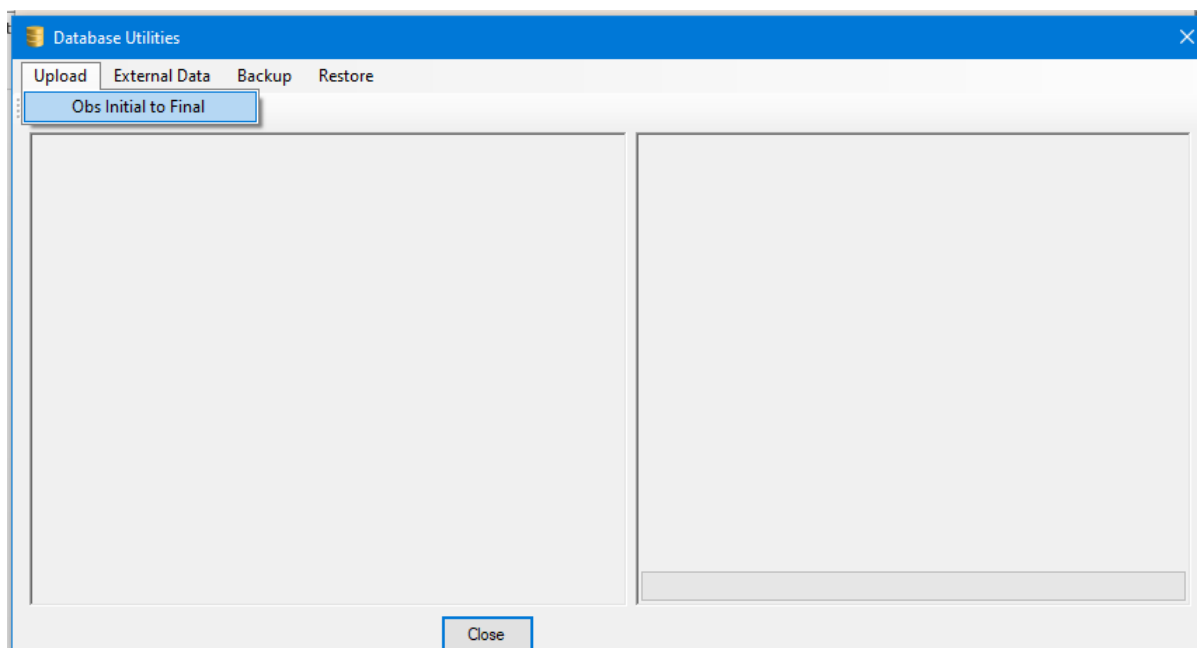 Database Utilities
Upload External Data Backup Restore
Obs Initial to Final
Close